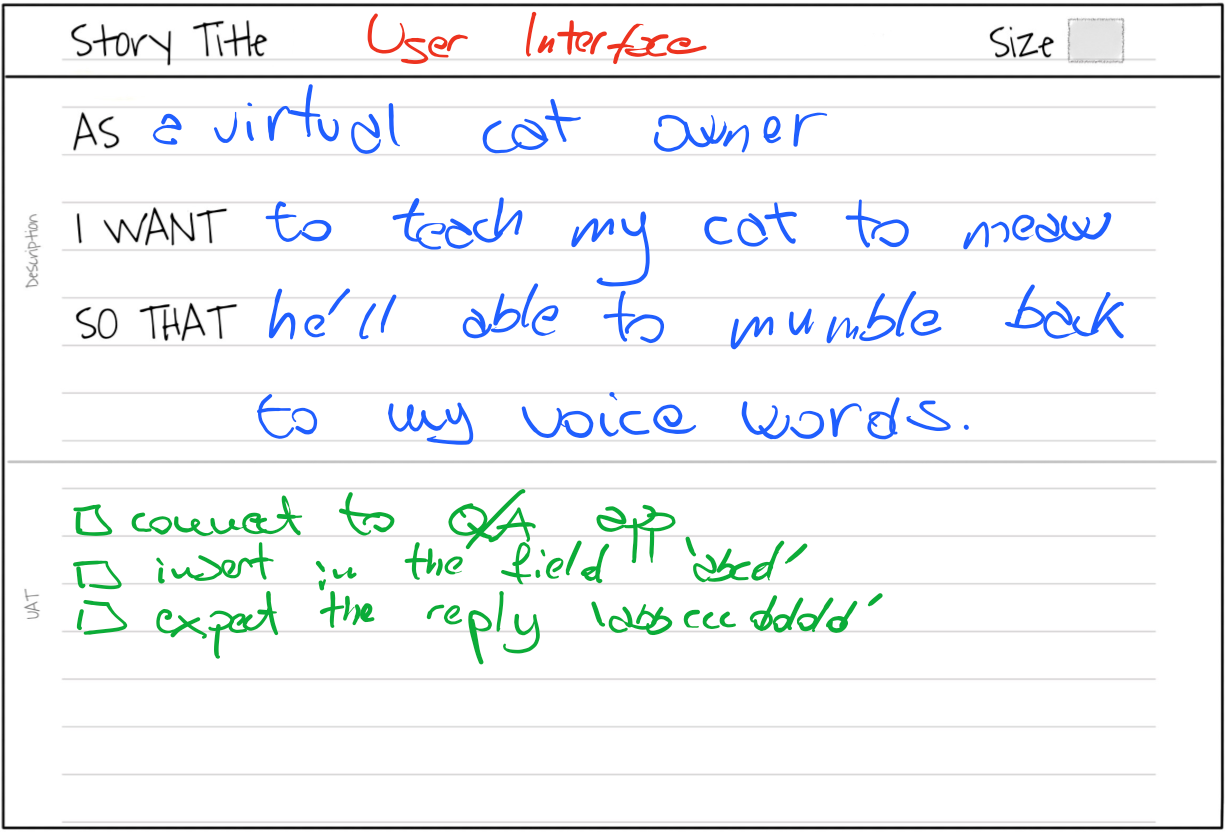 Story Title User Interface Size
AS a virtual cat owner
I WANT to teach my cat to meaw
SO THAT he'll able to mumble back
to my voice words.
Description
□ connect to Q/A app
□ insert in the field 'abcd'
□ expect the reply 'abbcccdddd'
UAT